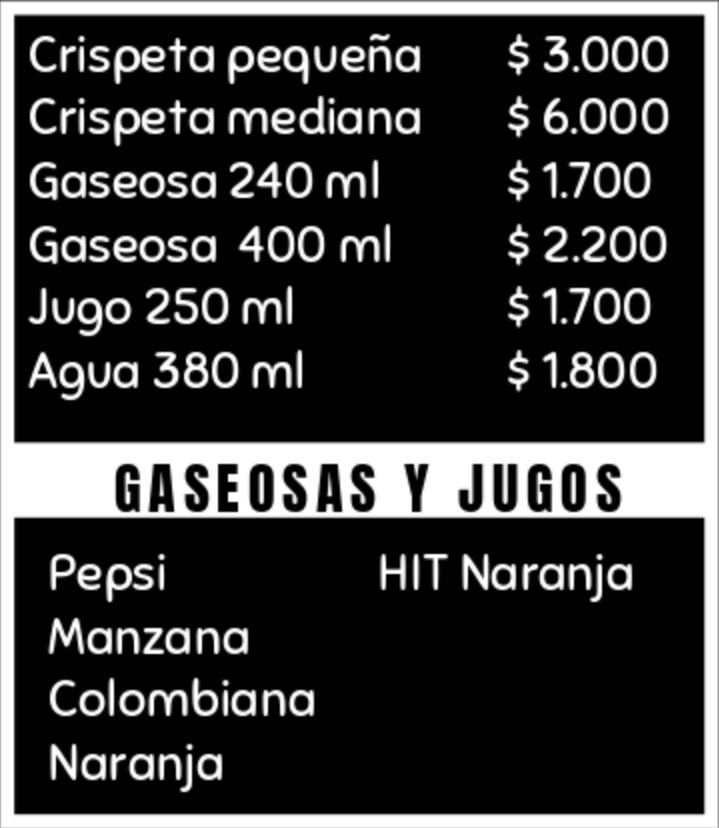 Crispeta pequeña $ 3.000
Crispeta mediana $ 6.000
Gaseosa 240 ml $ 1.700
Gaseosa 400 ml $ 2.200
Jugo 250 ml $ 1.700
Agua 380 ml $ 1.800
GASEOSAS Y JUGOS
Pepsi HIT Naranja
Manzana
Colombiana
Naranja